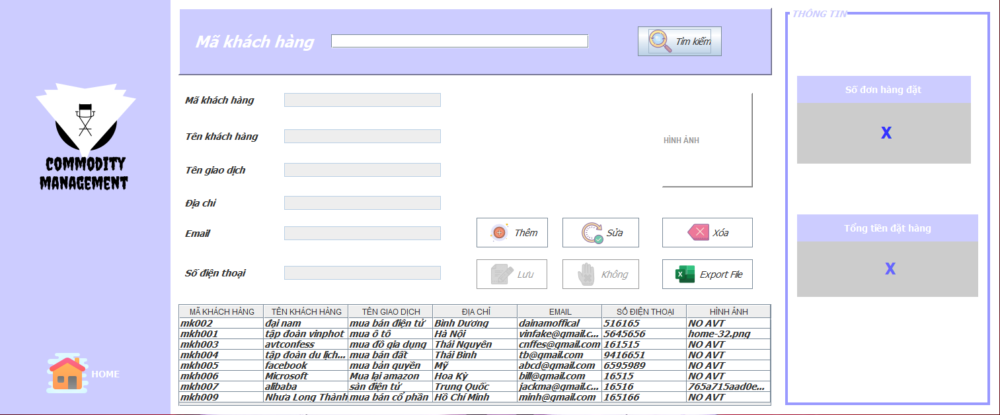 COMMODITY
MANAGEMENT
HOME
Mã khách hàng
Tìm kiếm
Mã khách hàng
Tên khách hàng
Tên giao dịch
Địa chỉ
Email
Số điện thoại
HÌNH ẢNH
Thêm
Sửa
Xóa
Lưu
Không
Export File
MÃ KHÁCH HÀNG TÊN KHÁCH HÀNG TÊN GIAO DỊCH ĐỊA CHỈ EMAIL SỐ ĐIỆN THOẠI HÌNH ẢNH
mk002 đại nam mua bán điện tử Bình Dương dainamoffical 516165 NO AVT
mkh001 tập đoàn vinphot mua ô tô Hà Nội vinfake@gmail.c... 5645656 home-32.png
mkh003 avtconfess mua đồ gia dụng Thái Nguyên cnffes@gmail.com 161515 NO AVT
mkh004 tập đoàn du lịch... mua bán đất Thái Bình tb@gmail.com 9416651 NO AVT
mkh005 facebook mua bản quyền Mỹ abcd@gmail.com 6595989 NO AVT
mkh006 Microsoft Mua lại amazon Hoa Kỳ bill@gmail.com 16515 NO AVT
mkh007 alibaba sàn điện tử Trung Quốc jackma@gmail.c... 16516 765a715aad0e...
mkh009 Nhựa Long Thành mua bán cổ phần Hồ Chí Minh minh@gmail.com 165166 NO AVT
THÔNG TIN
Số đơn hàng đặt
X
Tổng tiền đặt hàng
X